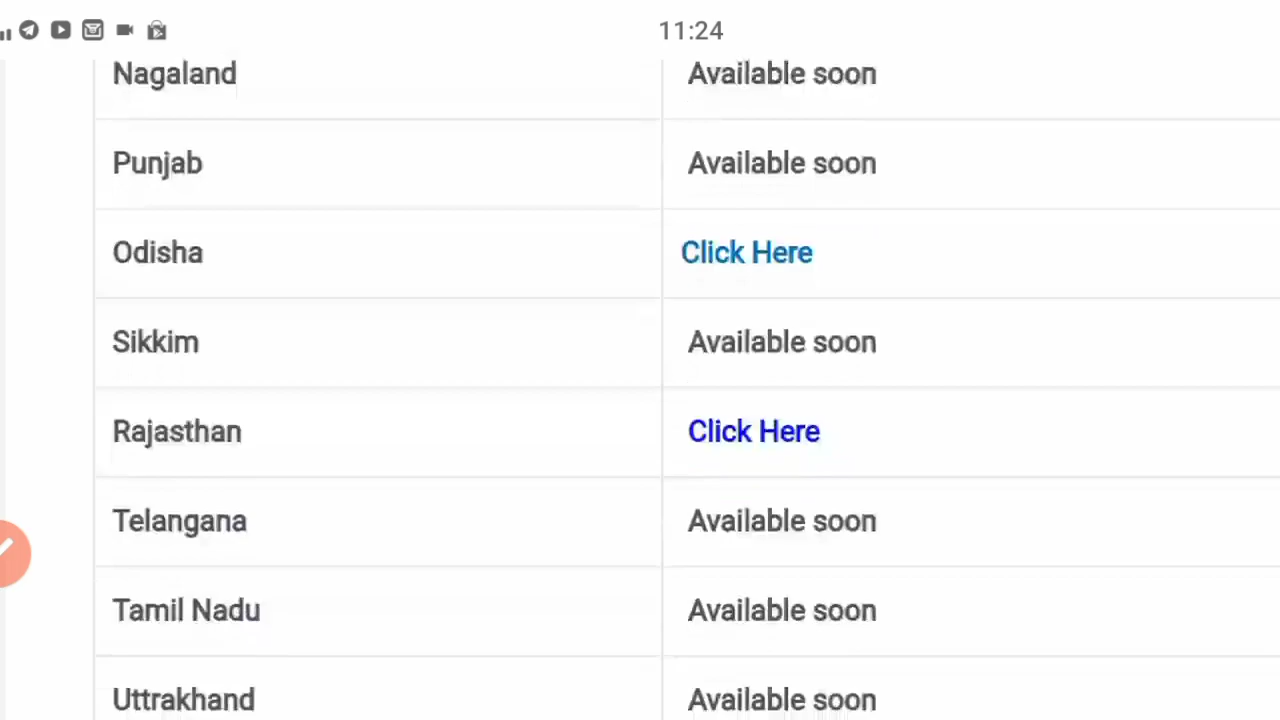 11:24
Nagaland Available soon
Punjab Available soon
Odisha Click Here
Sikkim Available soon
Rajasthan Click Here
Telangana Available soon
Tamil Nadu Available soon
Uttrakhand Available soon